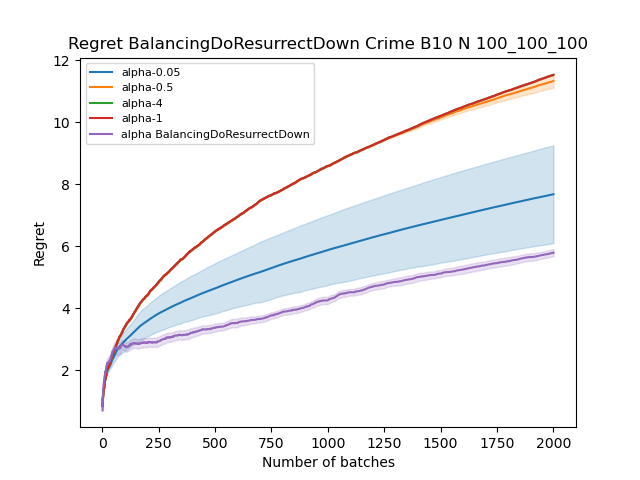 Regret BalancingDoResurrectDown Crime B10 N 100_100_100
12
10
8
6
4
2
Regret
alpha-0.05
alpha-0.5
alpha-4
alpha-1
alpha BalancingDoResurrectDown
0 250 500 750 1000 1250 1500 1750 2000
Number of batches